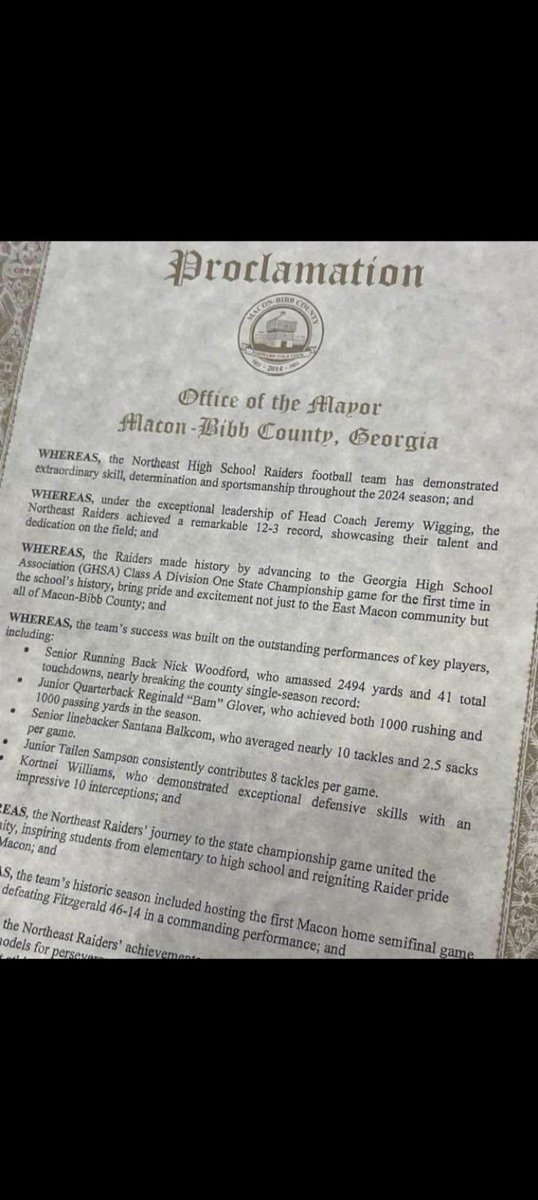 Proclamation
MACON-BIBB COUNTY
2014
Office of the Mayor
Macon-Bibb County, Georgia
WHEREAS, the Northeast High School Raiders football team has demonstrated
extraordinary skill, determination and sportsmanship throughout the 2024 season; and
WHEREAS, under the exceptional leadership of Head Coach Jeremy Wigging, the
Northeast Raiders achieved a remarkable 12-3 record, showcasing their talent and
dedication on the field; and
WHEREAS, the Raiders made history by advancing to the Georgia High School
Association (GHSA) Class A Division One State Championship game for the first time in
the school's history, bring pride and excitement not just to the East Macon community but
all of Macon-Bibb County; and
WHEREAS, the team's success was built on the outstanding performances of key players,
including:
• Senior Running Back Nick Woodford, who amassed 2494 yards and 41 total
touchdowns, nearly breaking the county single-season record:
• Junior Quarterback Reginald "Bam" Glover, who achieved both 1000 rushing and
1000 passing yards in the season.
• Senior linebacker Santana Balkcom, who averaged nearly 10 tackles and 2.5 sacks
per game.
• Junior Tailen Sampson consistently contributes 8 tackles per game.
• Kortnei Williams, who demonstrated exceptional defensive skills with an
impressive 10 interceptions; and
EAS, the Northeast Raiders' journey to the state championship game united the
nity, inspiring students from elementary to high school and reigniting Raider pride
Macon; and
AS, the team's historic season included hosting the first Macon home semifinal game
defeating Fitzgerald 46-14 in a commanding performance; and
the Northeast Raiders' achievement
models for persever